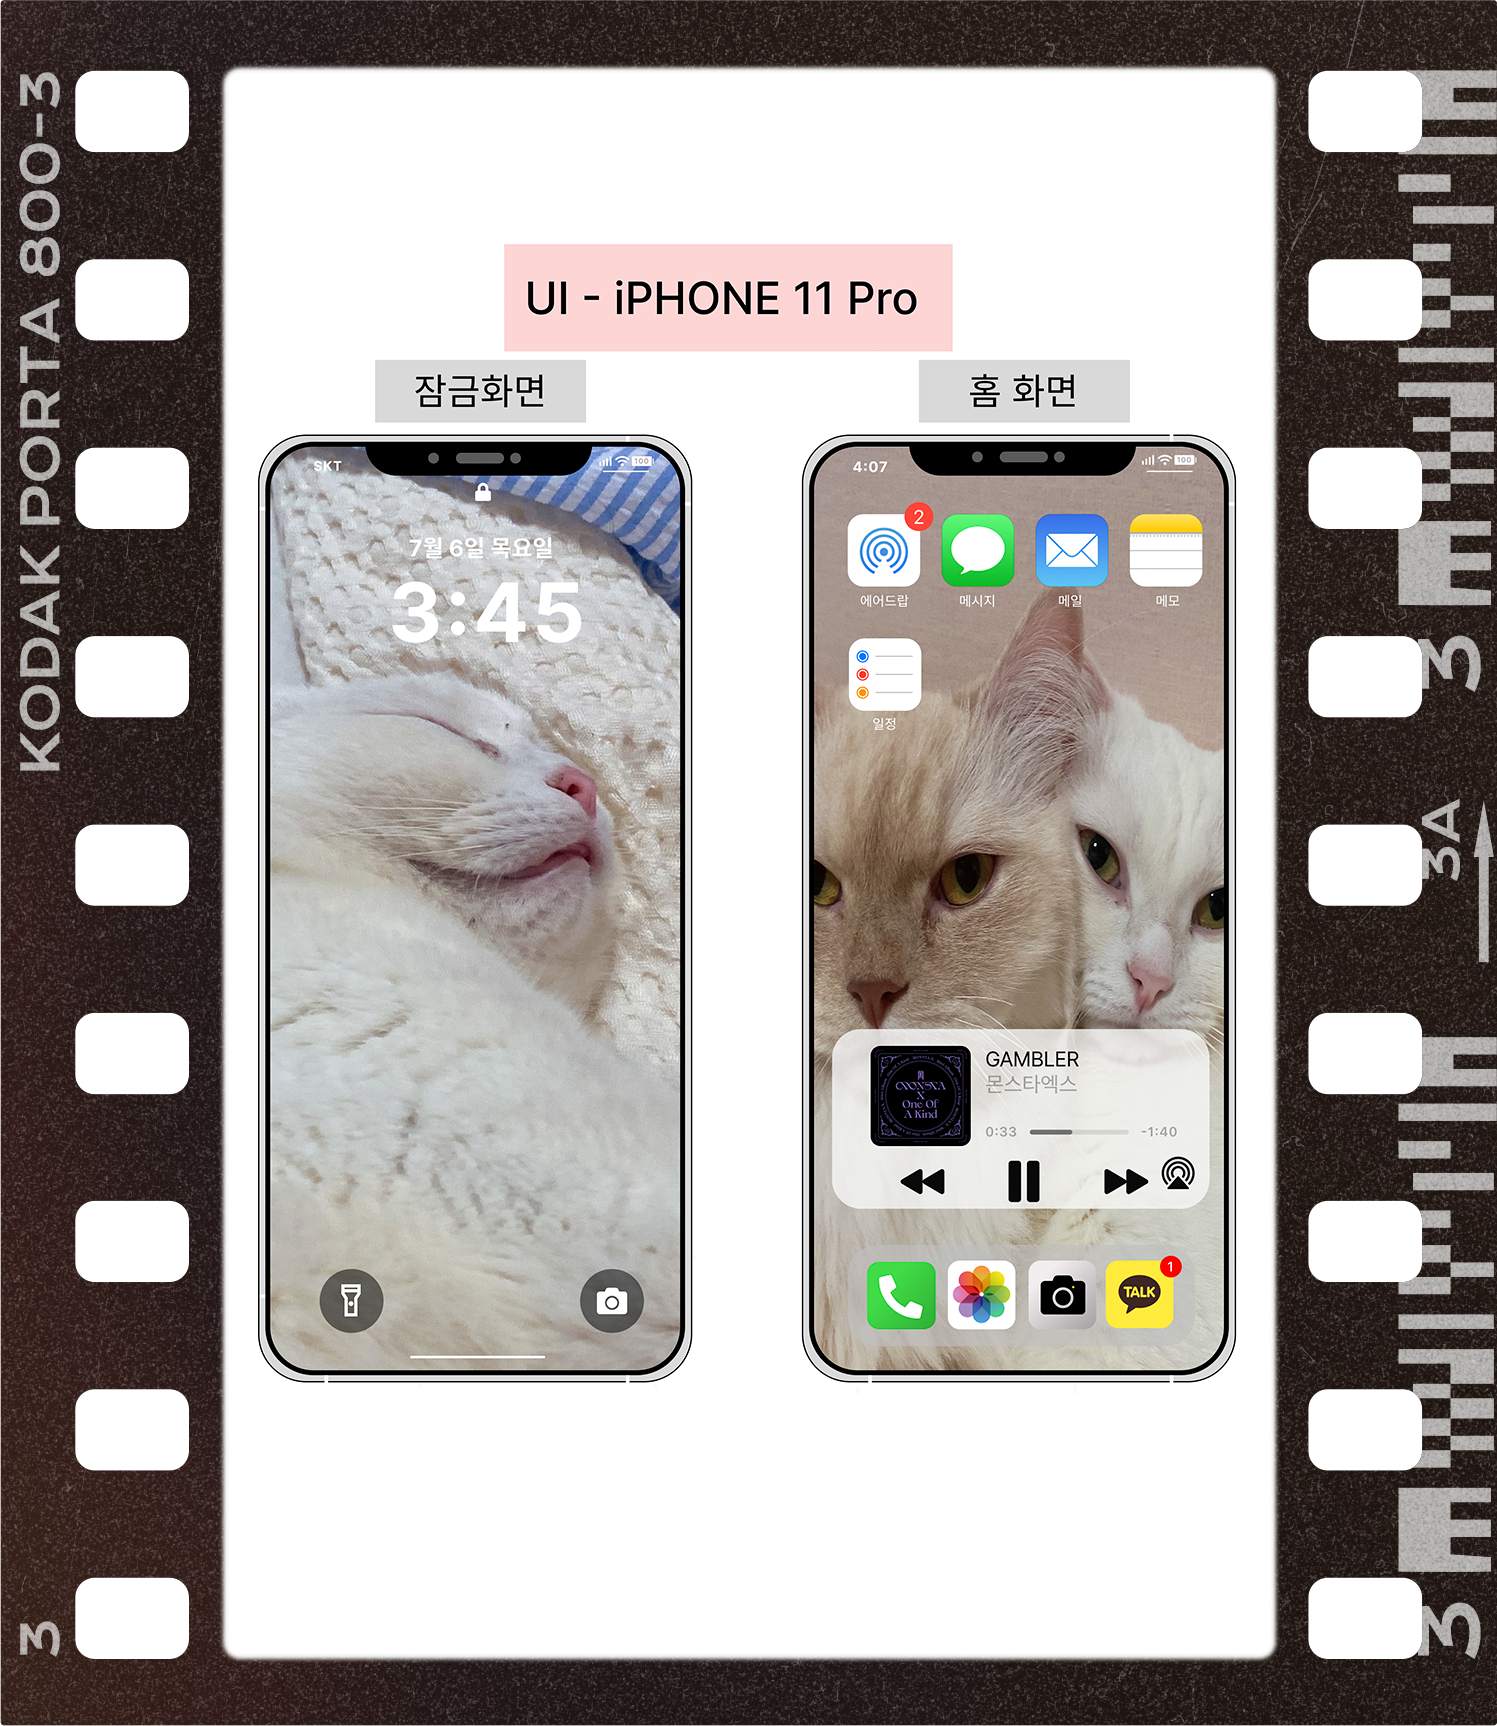 KODAK PORTA 800-3
3
UI - iPHONE 11 Pro
잠금화면
SKT
100
7월 6일 목요일
3:45
홈 화면
4:07
100
2
에어드랍
메시지
메일
메모
일정
GAMBLER
몬스타엑스
MONSTA
X
One Of
A Kind
0:33
-1:40
TALK
1
3
3A
3